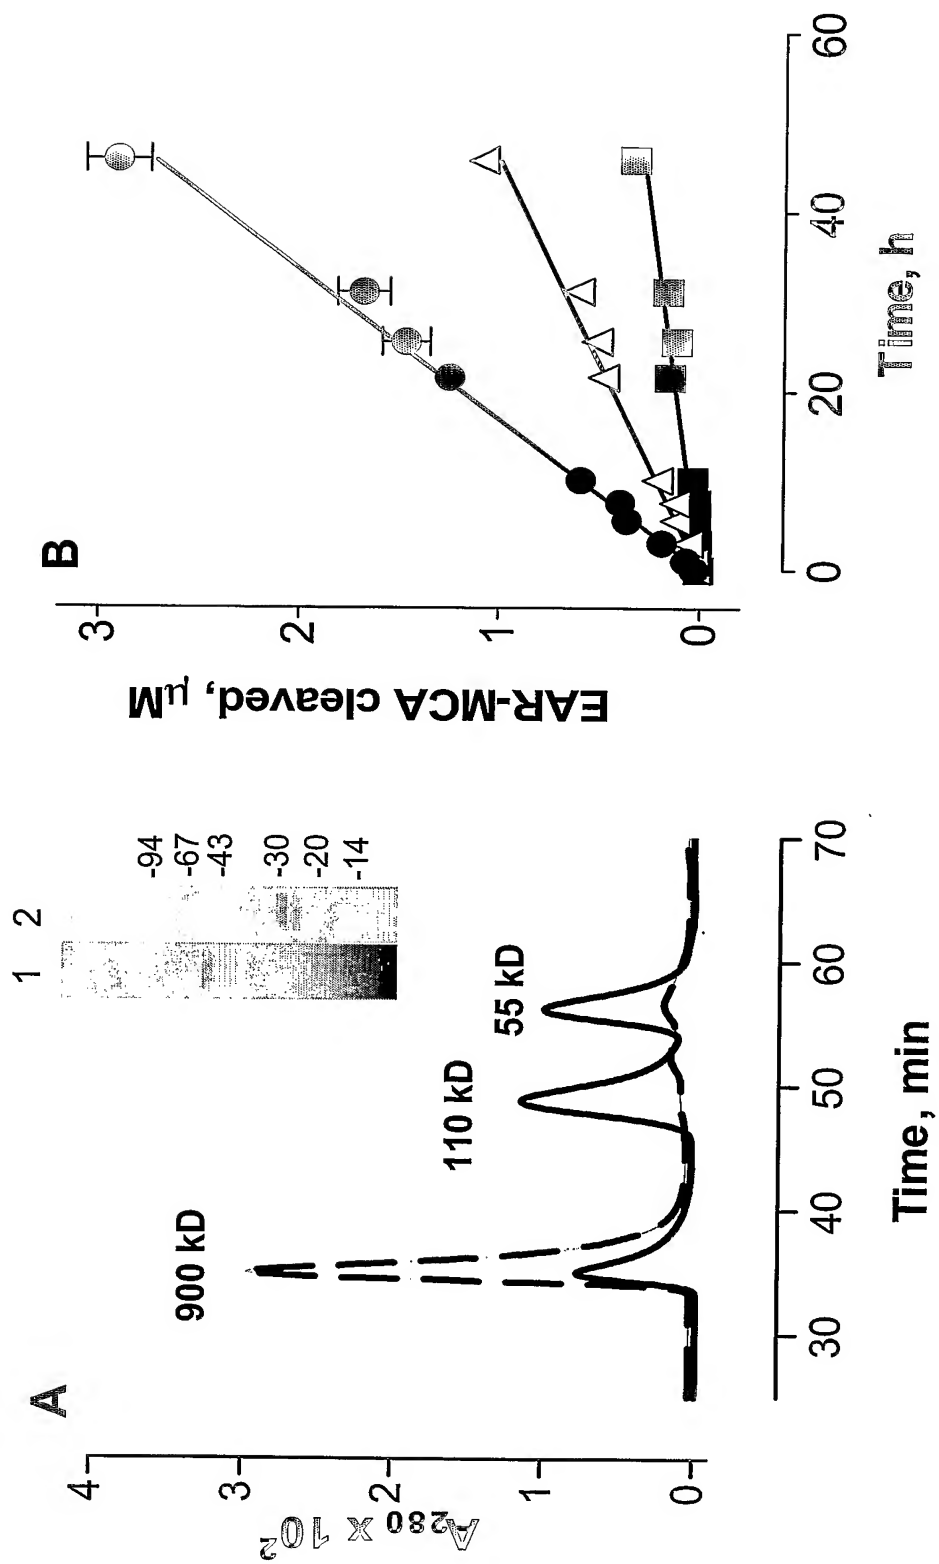 A
A280 x 10²
4
3
2
1
0
900 kD
110 kD
55 kD
1 2
-94
-67
-43
-30
-20
-14
30 40 50 60 70
Time, min
B
EAR-MCA cleaved, μM
3
2
1
0
0 20 40 60
Time, h